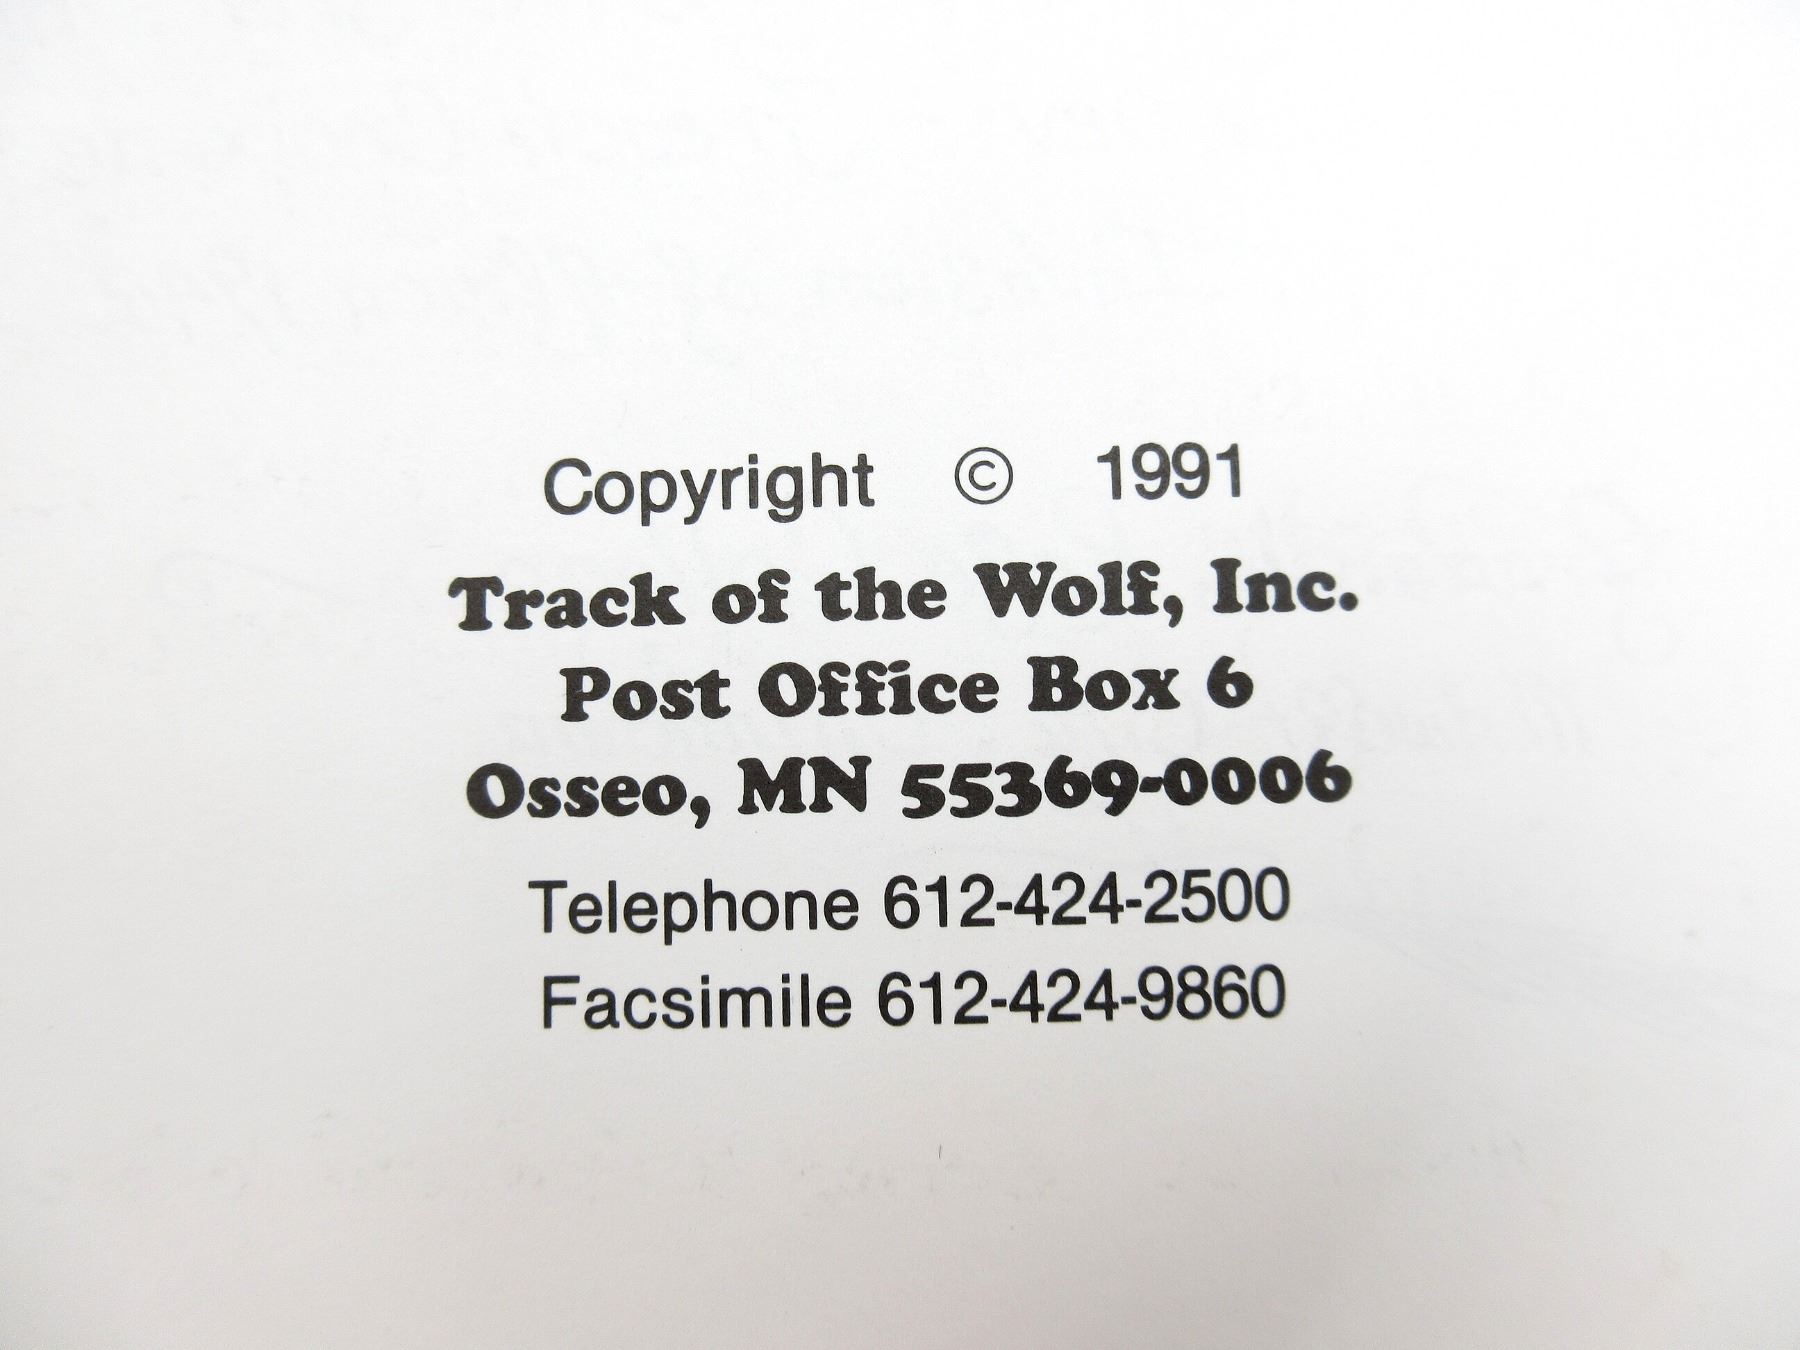 Copyright © 1991
Track of the Wolf, Inc.
Post Office Box 6
Osseo, MN 55369-0006
Telephone 612-424-2500
Facsimile 612-424-9860